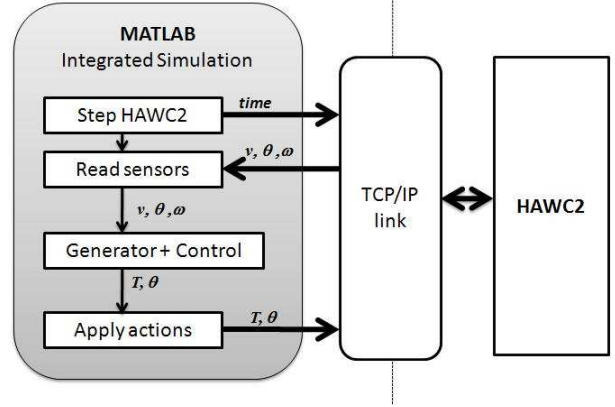 MATLAB
Integrated Simulation
Step HAWC2
time
Read sensors
v, θ ,ω
v, θ ,ω
Generator + Control
T, θ
Apply actions
T, θ
TCP/IP
link
HAWC2